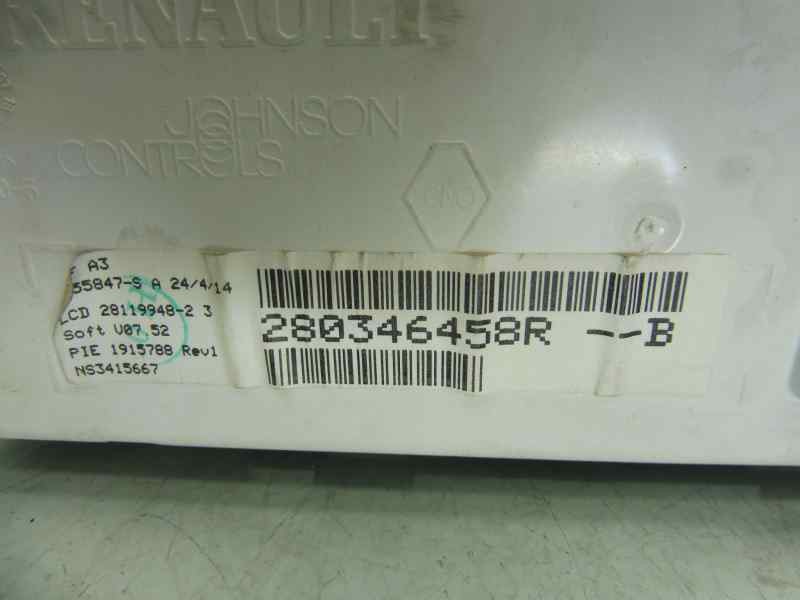 RENAULT
JOHNSON
CONTROLS
A3
55847-S A 24/4/14
LCD 28119948-2 3
Soft V07.52
PIE 1915788 Rev1
NS3415667
280346458R --B